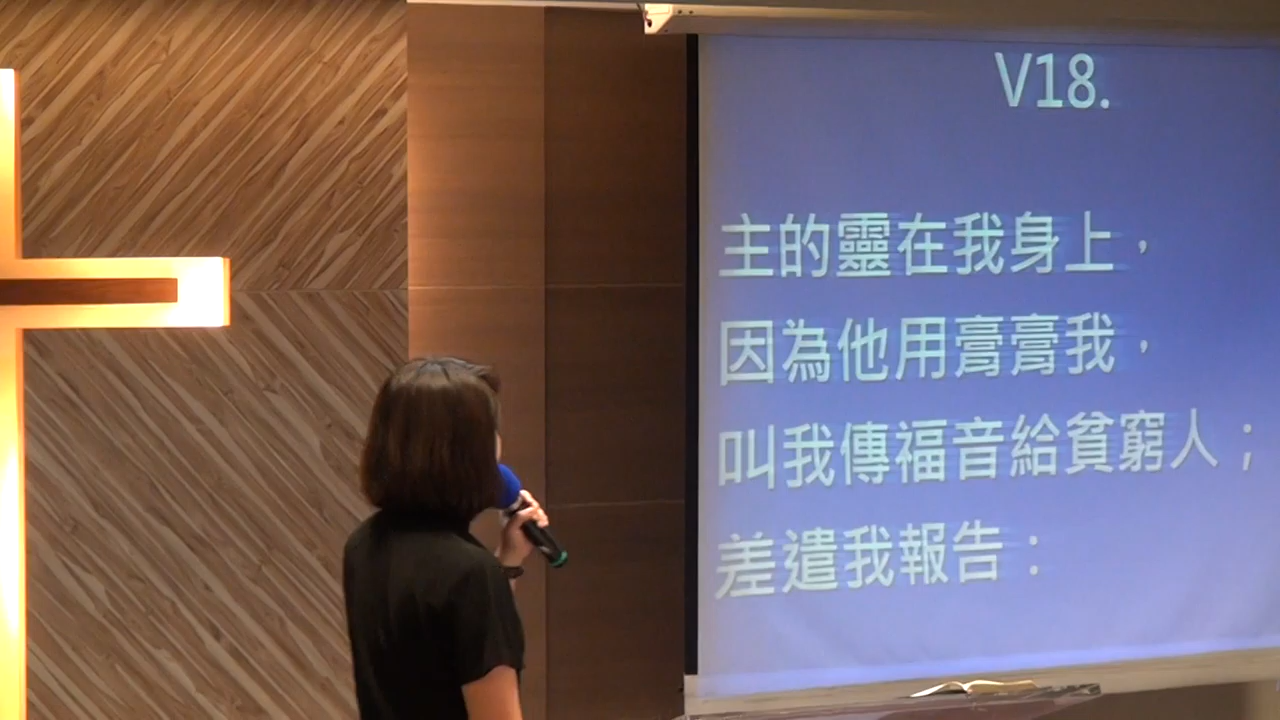 V18.
主的靈在我身上，
因為他用膏膏我，
叫我傳福音給貧窮人；
差遣我報告：